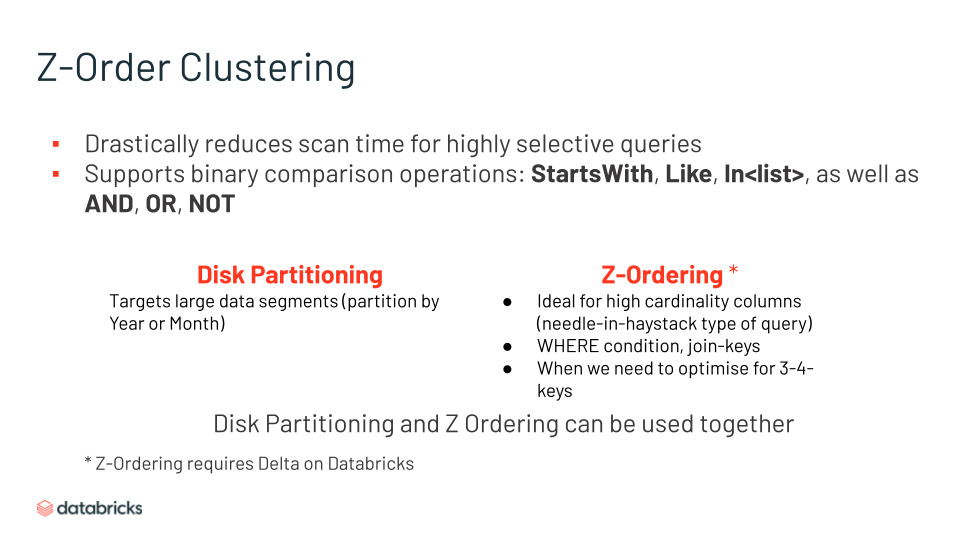 Z-Order Clustering
▪ Drastically reduces scan time for highly selective queries
▪ Supports binary comparison operations: StartsWith, Like, In<list>, as well as
AND, OR, NOT
Disk Partitioning
Targets large data segments (partition by
Year or Month)
Z-Ordering *
● Ideal for high cardinality columns
(needle-in-haystack type of query)
● WHERE condition, join-keys
● When we need to optimise for 3-4-
keys
Disk Partitioning and Z Ordering can be used together
* Z-Ordering requires Delta on Databricks
databricks